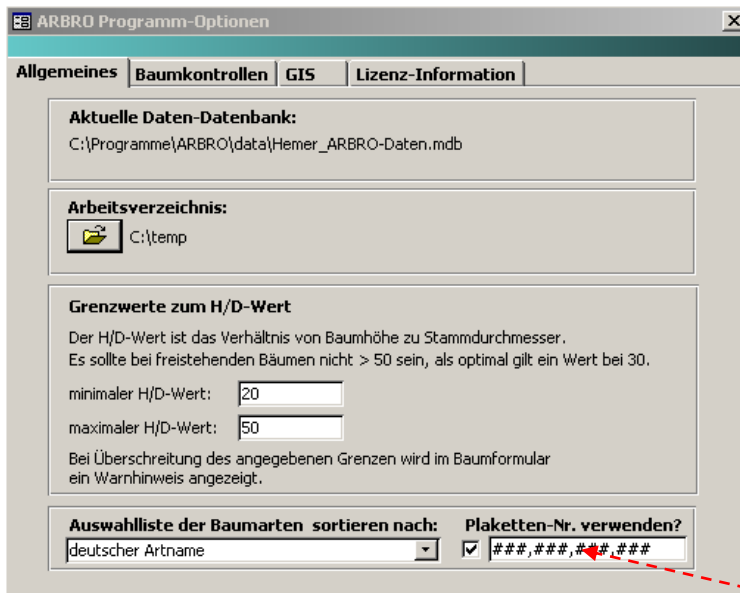 ARBRO Programm-Optionen
Allgemeines Baumkontrollen GIS Lizenz-Information
Aktuelle Daten-Datenbank:
C:\Programme\ARBRO\data\Hemer_ARBRO-Daten.mdb
Arbeitsverzeichnis:
C:\temp
Grenzwerte zum H/D-Wert
Der H/D-Wert ist das Verhältnis von Baumhöhe zu Stammdurchmesser.
Es sollte bei freistehenden Bäumen nicht > 50 sein, als optimal gilt ein Wert bei 30.
minimaler H/D-Wert: 20
maximaler H/D-Wert: 50
Bei Überschreitung des angegebenen Grenzen wird im Baumformular
ein Warnhinweis angezeigt.
Auswahlliste der Baumarten sortieren nach: Plaketten-Nr. verwenden?
deutscher Artname ###,###,###,###